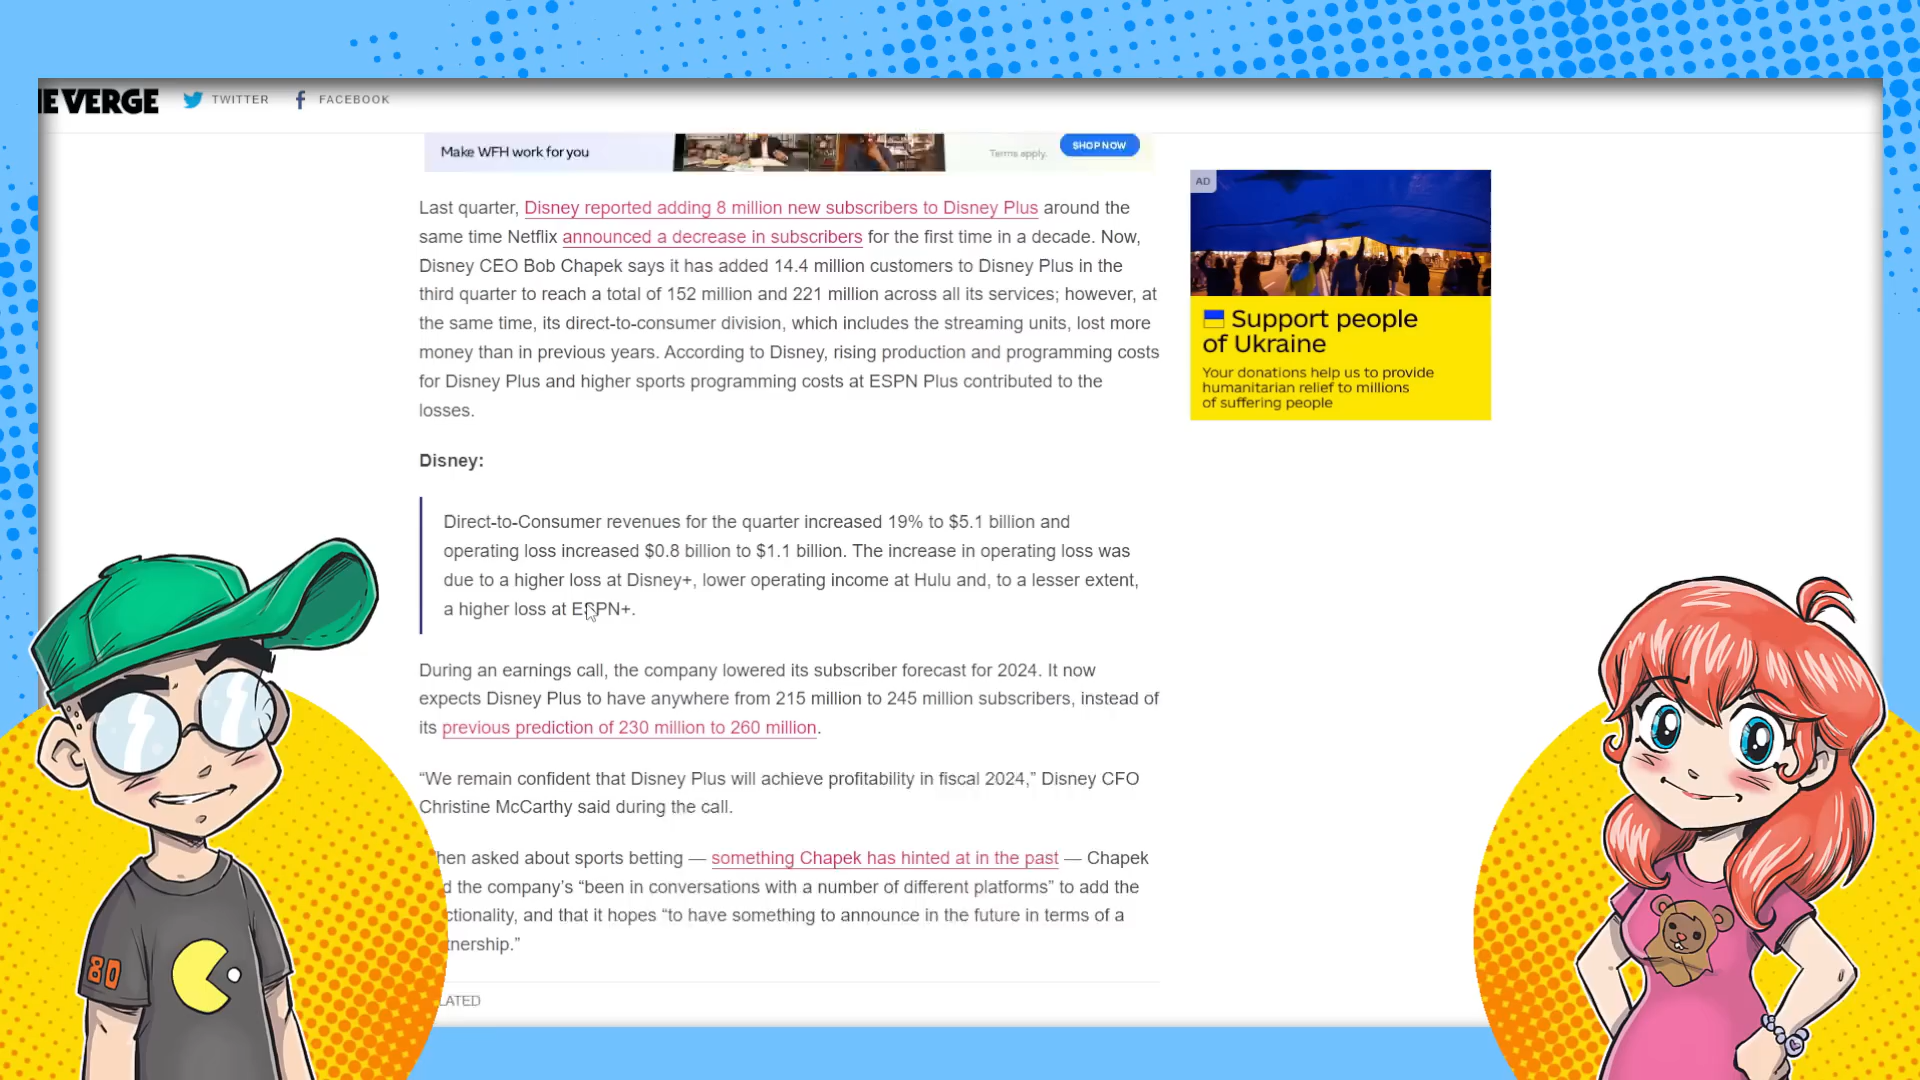 E VERGE
TWITTER
FACEBOOK
Make WFH work for you
Terms apply.
SHOP NOW
Last quarter, Disney reported adding 8 million new subscribers to Disney Plus around the
same time Netflix announced a decrease in subscribers for the first time in a decade. Now,
Disney CEO Bob Chapek says it has added 14.4 million customers to Disney Plus in the
third quarter to reach a total of 152 million and 221 million across all its services; however, at
the same time, its direct-to-consumer division, which includes the streaming units, lost more
money than in previous years. According to Disney, rising production and programming costs
for Disney Plus and higher sports programming costs at ESPN Plus contributed to the
losses.
AD
Support people
of Ukraine
Your donations help us to provide
humanitarian relief to millions
of suffering people
Disney:
Direct-to-Consumer revenues for the quarter increased 19% to $5.1 billion and
operating loss increased $0.8 billion to $1.1 billion. The increase in operating loss was
due to a higher loss at Disney+, lower operating income at Hulu and, to a lesser extent,
a higher loss at ESPN+.
During an earnings call, the company lowered its subscriber forecast for 2024. It now
expects Disney Plus to have anywhere from 215 million to 245 million subscribers, instead of
its previous prediction of 230 million to 260 million.
“We remain confident that Disney Plus will achieve profitability in fiscal 2024,” Disney CFO
Christine McCarthy said during the call.
hen asked about sports betting — something Chapek has hinted at in the past — Chapek
d the company’s “been in conversations with a number of different platforms” to add the
ctionality, and that it hopes “to have something to announce in the future in terms of a
tnership.”
LATED
80